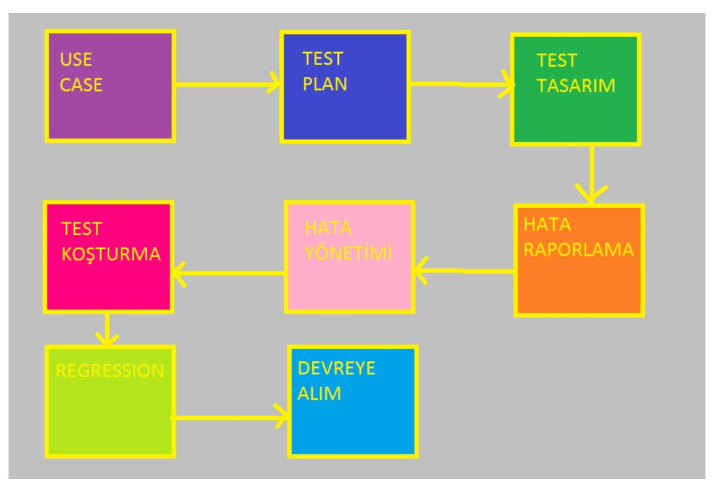 USE
CASE
TEST
PLAN
TEST
TASARIM
HATA
RAPORLAMA
HATA
YÖNETİMİ
TEST
KOŞTURMA
REGRESSION
DEVREYE
ALIM